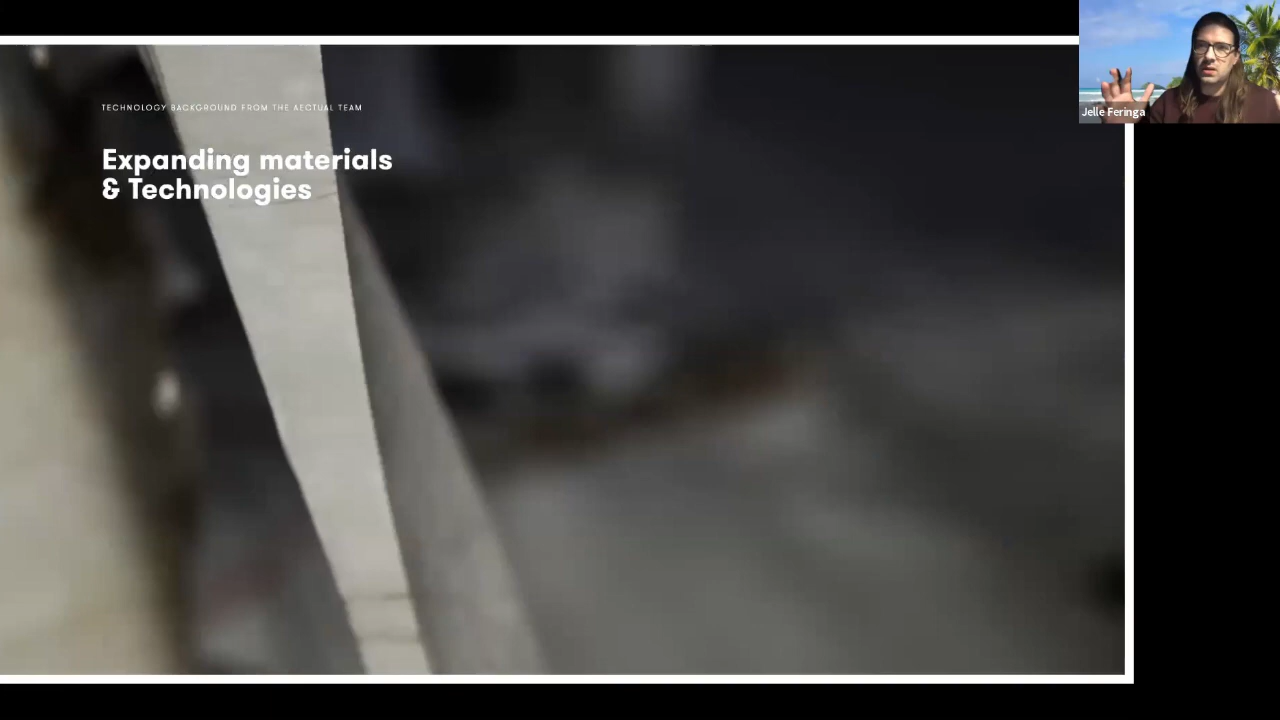 TECHNOLOGY BACKGROUND FROM THE AECTUAL TEAM
Expanding materials
& Technologies
Jelle Feringa